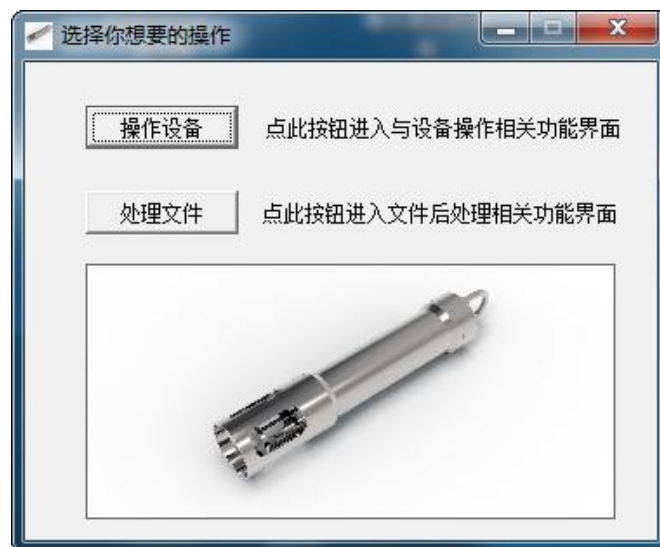 选择你想要的操作
操作设备 点此按钮进入与设备操作相关功能界面
处理文件 点此按钮进入文件后处理相关功能界面